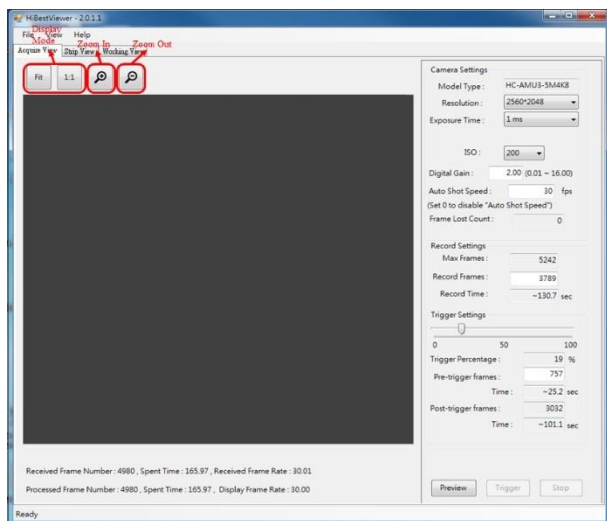 HiBestViewer - 2.0.1.1
File View Help
Display Mode
Zoom In
Zoom Out
Acquire View Strip View Working View
Fit 1:1
Camera Settings
Model Type : HC-AMU3-5M4K8
Resolution : 2560*2048
Exposure Time : 1 ms
ISO : 200
Digital Gain : 2.00 (0.01 ~ 16.00)
Auto Shot Speed : 30 fps
(Set 0 to disable "Auto Shot Speed")
Frame Lost Count : 0
Record Settings
Max Frames : 5242
Record Frames : 3789
Record Time : ~130.7 sec
Trigger Settings
0 50 100
Trigger Percentage : 19 %
Pre-trigger frames : 757
Time : ~25.2 sec
Post-trigger frames : 3032
Time : ~101.1 sec
Received Frame Number : 4980 , Spent Time : 165.97 , Received Frame Rate : 30.01
Processed Frame Number : 4980 , Spent Time : 165.97 , Display Frame Rate : 30.00
Preview Trigger Stop
Ready